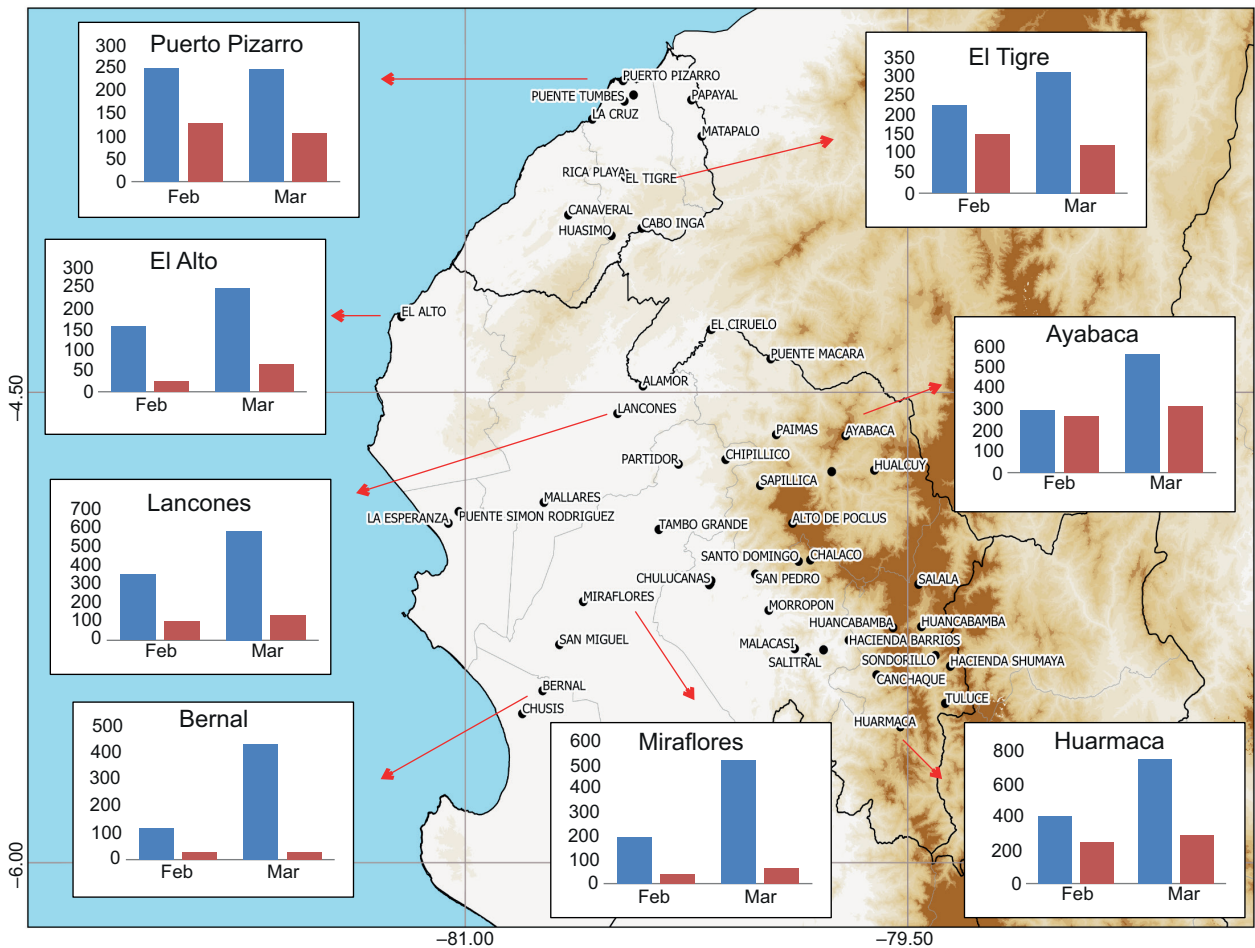 Puerto Pizarro
300
250
200
150
100
50
0
Feb Mar
El Tigre
350
300
250
200
150
100
50
0
Feb Mar
El Alto
300
250
200
150
100
50
0
Feb Mar
Ayabaca
600
500
400
300
200
100
0
Feb Mar
Lancones
700
600
500
400
300
200
100
0
Feb Mar
Bernal
500
400
300
200
100
0
Feb Mar
Miraflores
600
500
400
300
200
100
0
Feb Mar
Huarmaca
800
600
400
200
0
Feb Mar
PUERTO PIZARRO
PUENTE TUMBES
PAPAYAL
LA CRUZ
MATAPALO
RICA PLAYA
EL TIGRE
CANAVERAL
HUASIMO
CABO INGA
EL ALTO
EL CIRUELO
PUENTE MACARA
ALAMOR
LANCONES
PAIMAS
AYABACA
PARTIDOR
CHIPILLICO
HUALCUY
SAPILLICA
MALLARES
LA ESPERANZA
PUENTE SIMON RODRIGUEZ
TAMBO GRANDE
ALTO DE POCLUS
SANTO DOMINGO
CHALACO
CHULUCANAS
SAN PEDRO
SALALA
MIRAFLORES
MORROPON
HUANCABAMBA
HUANCABAMBA
SAN MIGUEL
MALACASI
HACIENDA BARRIOS
SALITRAL
SONDORILLO
HACIENDA SHUMAYA
CANCHAQUE
BERNAL
CHUSIS
TULUCE
HUARMACA
−4.50
−6.00
−81.00
−79.50